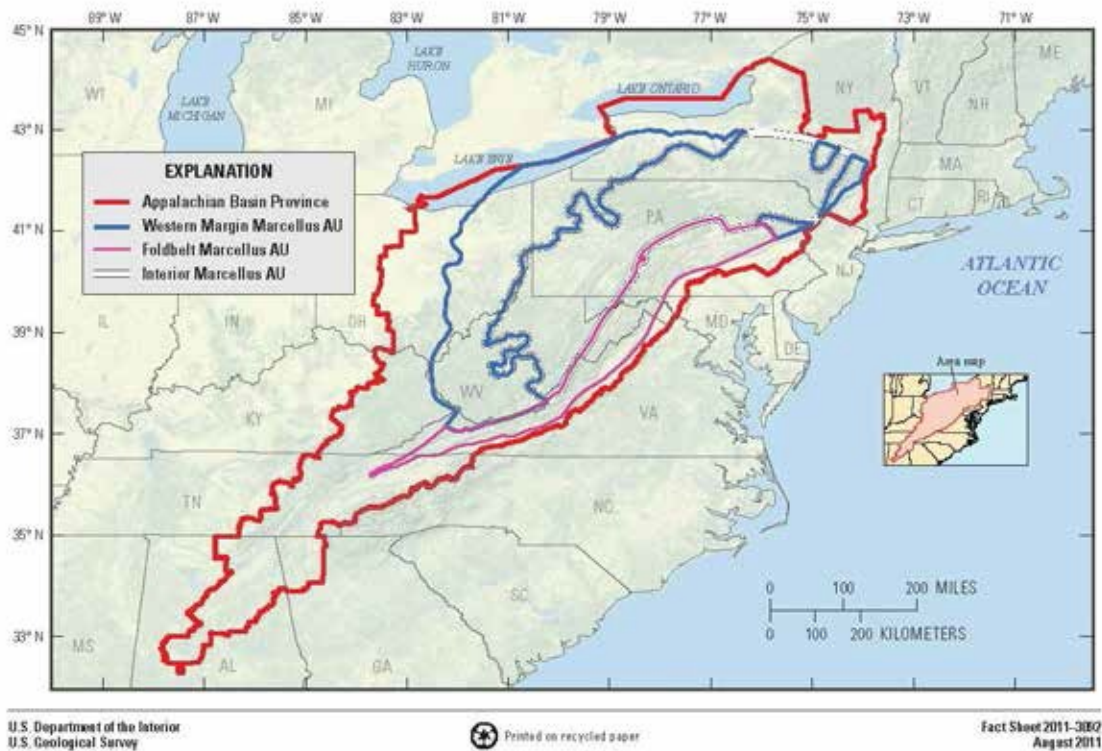 89° W 87° W 85° W 83° W 81° W 79° W 77° W 75° W 73° W 71° W
45° N
43° N
41° N
39° N
37° N
35° N
33° N
WI
LAKE
MICHIGAN
MI
LAKE
HURON
LAKE ONTARIO
LAKE ERIE
NY
VT
NH
ME
MA
CT
RI
PA
NJ
MD
DE
IL
IN
OH
WV
KY
VA
TN
NC
SC
MS
AL
GA
EXPLANATION
Appalachian Basin Province
Western Margin Marcellus AU
Foldbelt Marcellus AU
Interior Marcellus AU
ATLANTIC
OCEAN
Area map
0 100 200 MILES
0 100 200 KILOMETERS
U.S. Department of the Interior
U.S. Geological Survey
Printed on recycled paper
Fact Sheet 2011–3092
August 2011